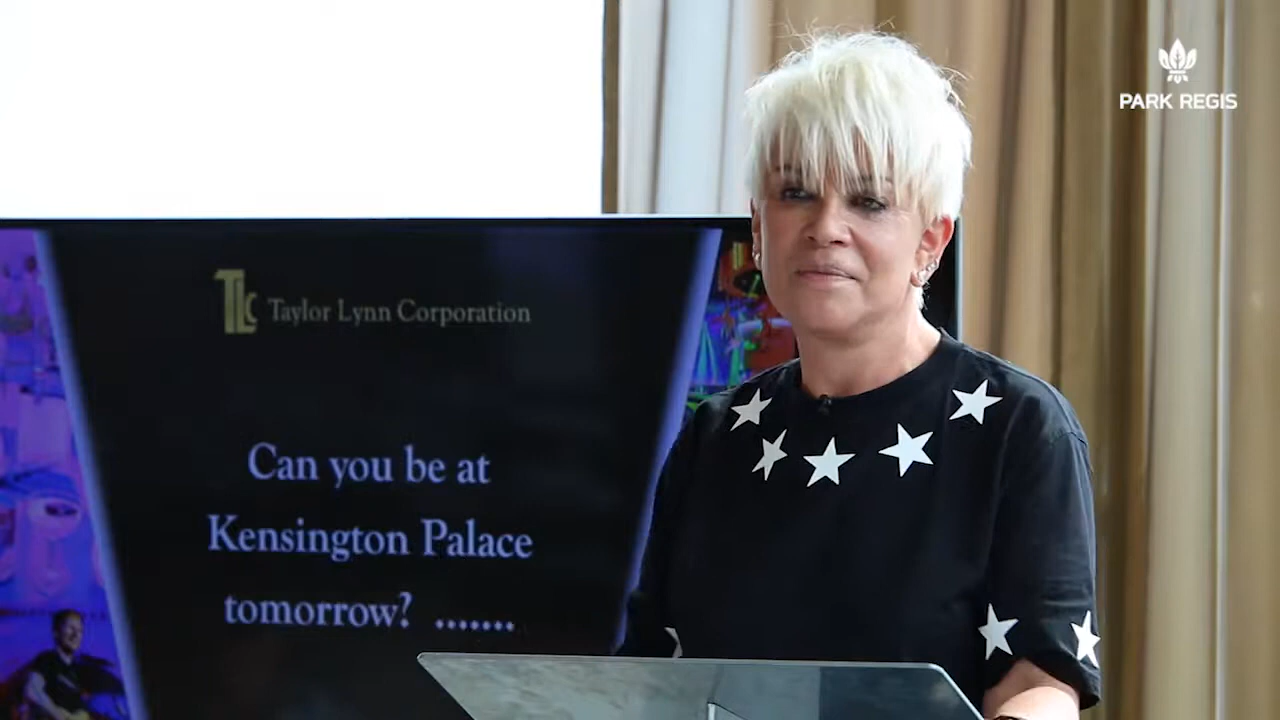 PARK REGIS
TLC Taylor Lynn Corporation
Can you be at
Kensington Palace
tomorrow? .......